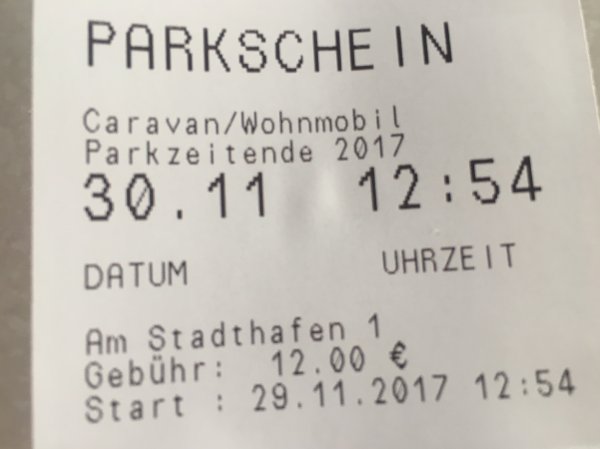 PARKSCHEIN
Caravan/Wohnmobil
Parkzeitende 2017
30.11 12:54
DATUM UHRZEIT
Am Stadthafen 1
Gebühr: 12.00 €
Start : 29.11.2017 12:54